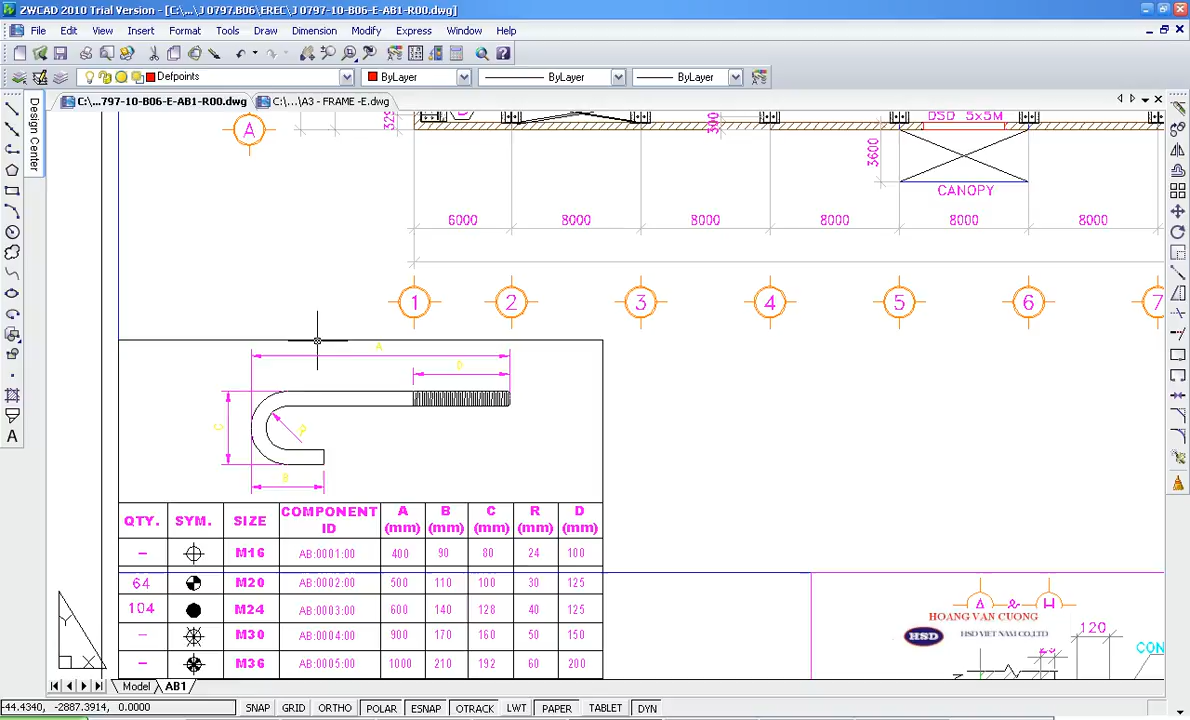 ZWCAD 2010 Trial Version - [C:\...\J 0797.B06\EREC\J 0797-10-B06-E-AB1-R00.dwg]
File Edit View Insert Format Tools Draw Dimension Modify Express Window Help
Defpoints ByLayer ByLayer ByLayer
C:\...797-10-B06-E-AB1-R00.dwg C:\...\A3 - FRAME -E.dwg
Design Center
A 390 DSD 5x5M
3600
CANOPY
6000 8000 8000 8000 8000 8000
1 2 3 4 5 6 7
A
D
C R
B
QTY. SYM. SIZE COMPONENT ID A (mm) B (mm) C (mm) R (mm) D (mm)
- M16 AB:0001:00 400 90 80 24 100
64 M20 AB:0002:00 500 110 100 30 125
104 M24 AB:0003:00 600 140 128 40 125
- M30 AB:0004:00 900 170 160 50 150
- M36 AB:0005:00 1000 210 192 60 200
A & H
HOANG VAN CUONG
HSD HSD VIET NAM CO.,LTD
120
CON
Y
X
Model AB1
-44.4340, -2887.3914, 0.0000 SNAP GRID ORTHO POLAR ESNAP OTRACK LWT PAPER TABLET DYN